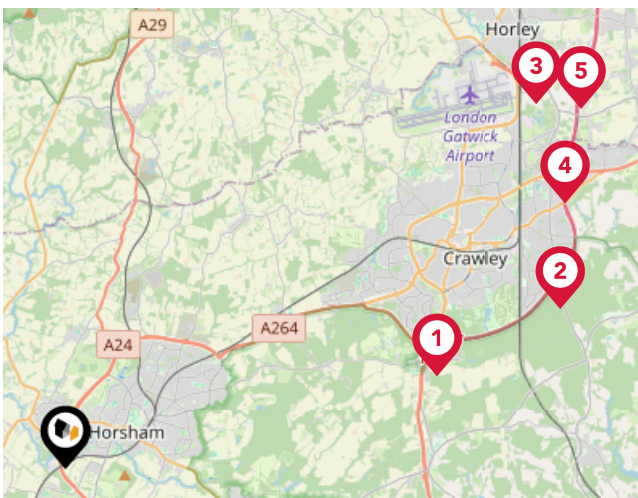 A29
Horley
3
5
London
Gatwick
Airport
4
Crawley
2
A264
1
A24
Horsham